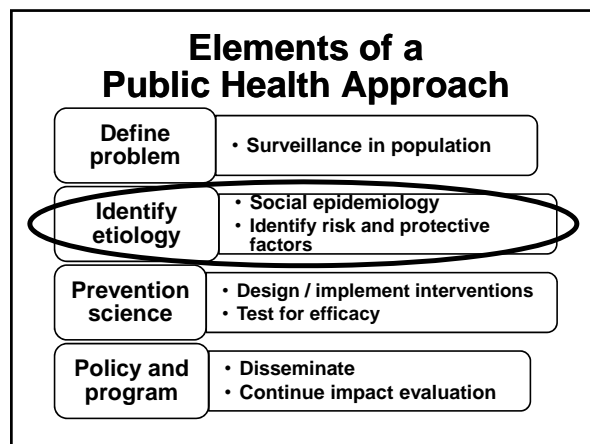 Elements of a
Public Health Approach
Define
problem
• Surveillance in population
Identify
etiology
• Social epidemiology
• Identify risk and protective
factors
Prevention
science
• Design / implement interventions
• Test for efficacy
Policy and
program
• Disseminate
• Continue impact evaluation